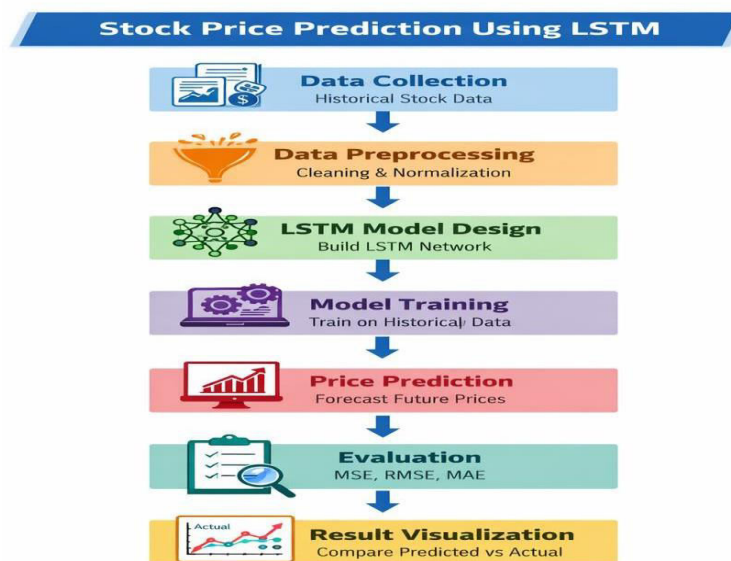 Stock Price Prediction Using LSTM
Data Collection
Historical Stock Data
Data Preprocessing
Cleaning & Normalization
LSTM Model Design
Build LSTM Network
Model Training
Train on Historical Data
Price Prediction
Forecast Future Prices
Evaluation
MSE, RMSE, MAE
Actual
Result Visualization
Compare Predicted vs Actual